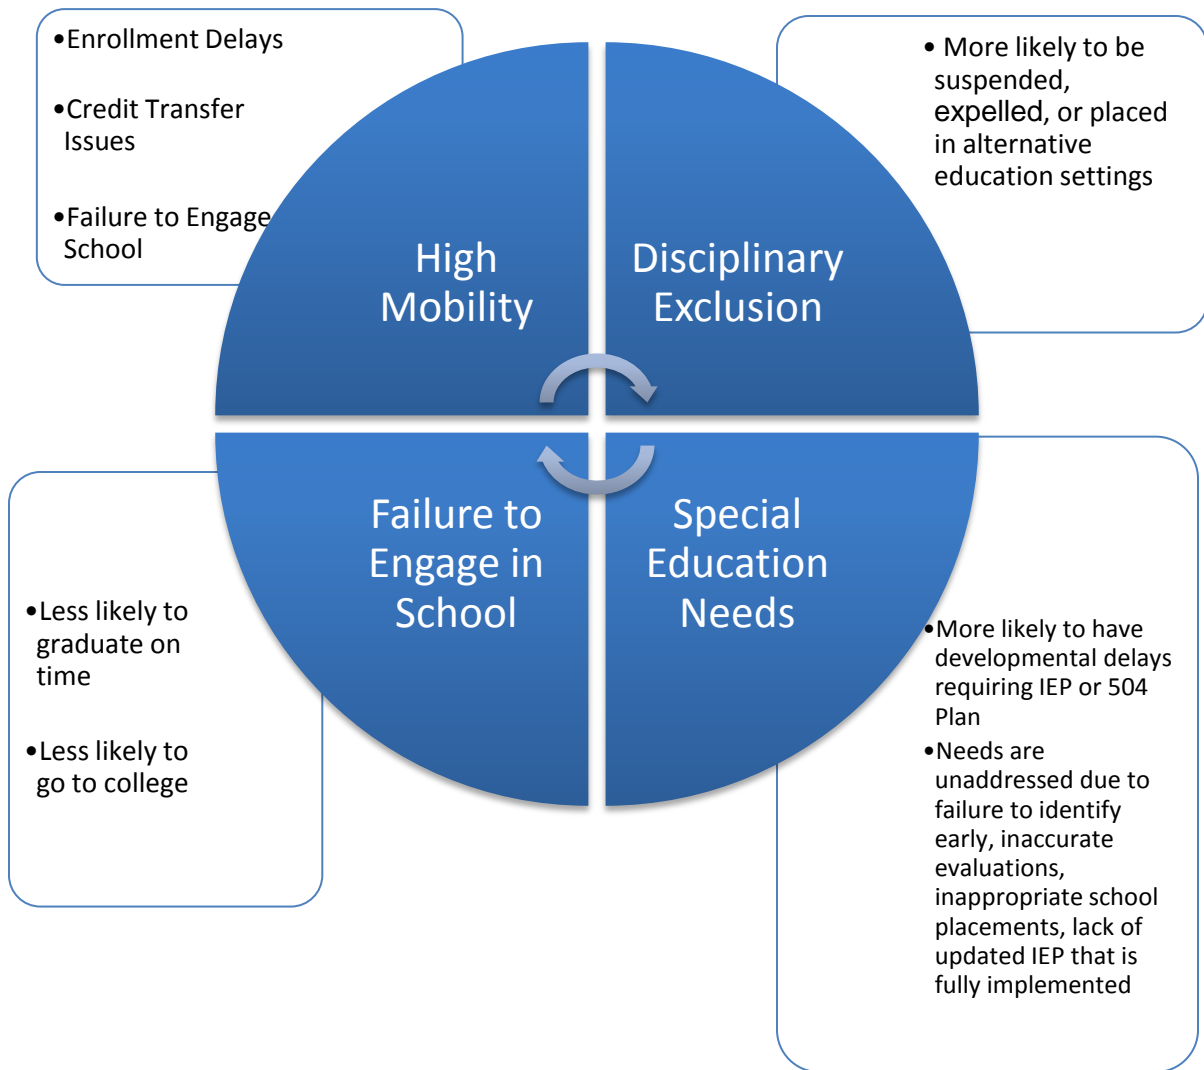 •Enrollment Delays
•Credit Transfer
Issues
•Failure to Engage
School
High
Mobility
Disciplinary
Exclusion
• More likely to be
suspended,
expelled, or placed
in alternative
education settings
Failure to
Engage in
School
•Less likely to
graduate on
time
•Less likely to
go to college
Special
Education
Needs
•More likely to have
developmental delays
requiring IEP or 504
Plan
•Needs are
unaddressed due to
failure to identify
early, inaccurate
evaluations,
inappropriate school
placements, lack of
updated IEP that is
fully implemented